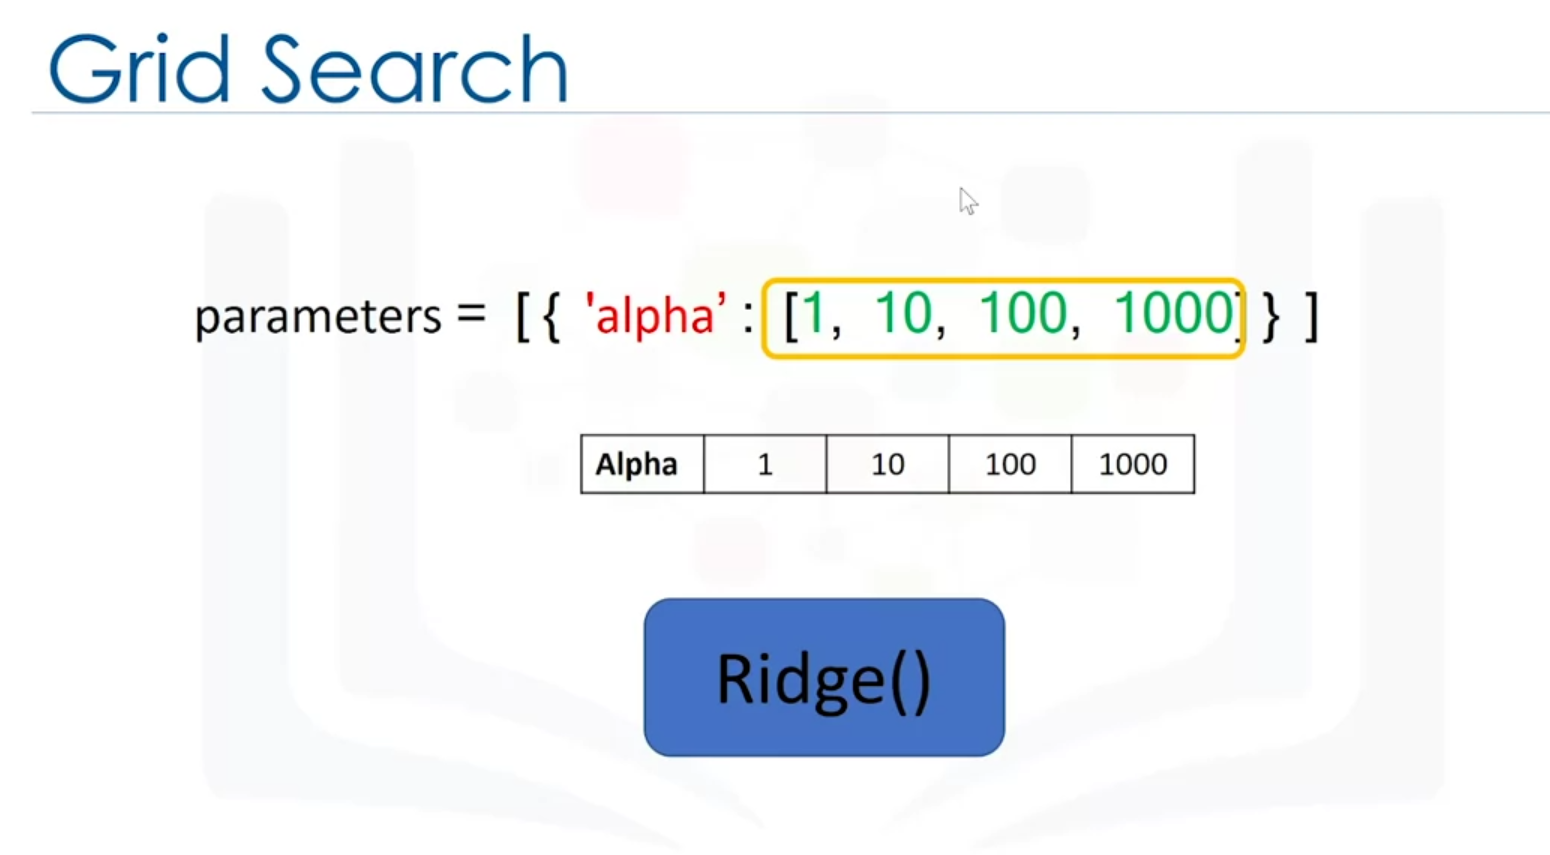 Grid Search
parameters = [{ 'alpha’ : [1, 10, 100, 1000] } ]
Alpha 1 10 100 1000
Ridge()